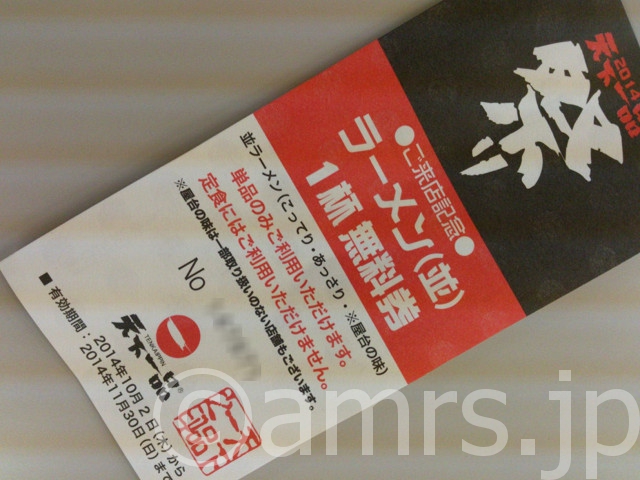 2014
天下一品
祭
●ご来店記念●
ラーメン(並)
1杯 無料券
並ラーメン(こってり・あっさり・※屋台の味)
単品のみご利用いただけます。
定食にはご利用いただけません。
※屋台の味は一部取り扱いのない店舗もございます。
No
TENKAIPPIN
天下一品®
■ 有効期間：2014年10月2日(木)から
2014年11月30日(日)まで
@amrs.jp